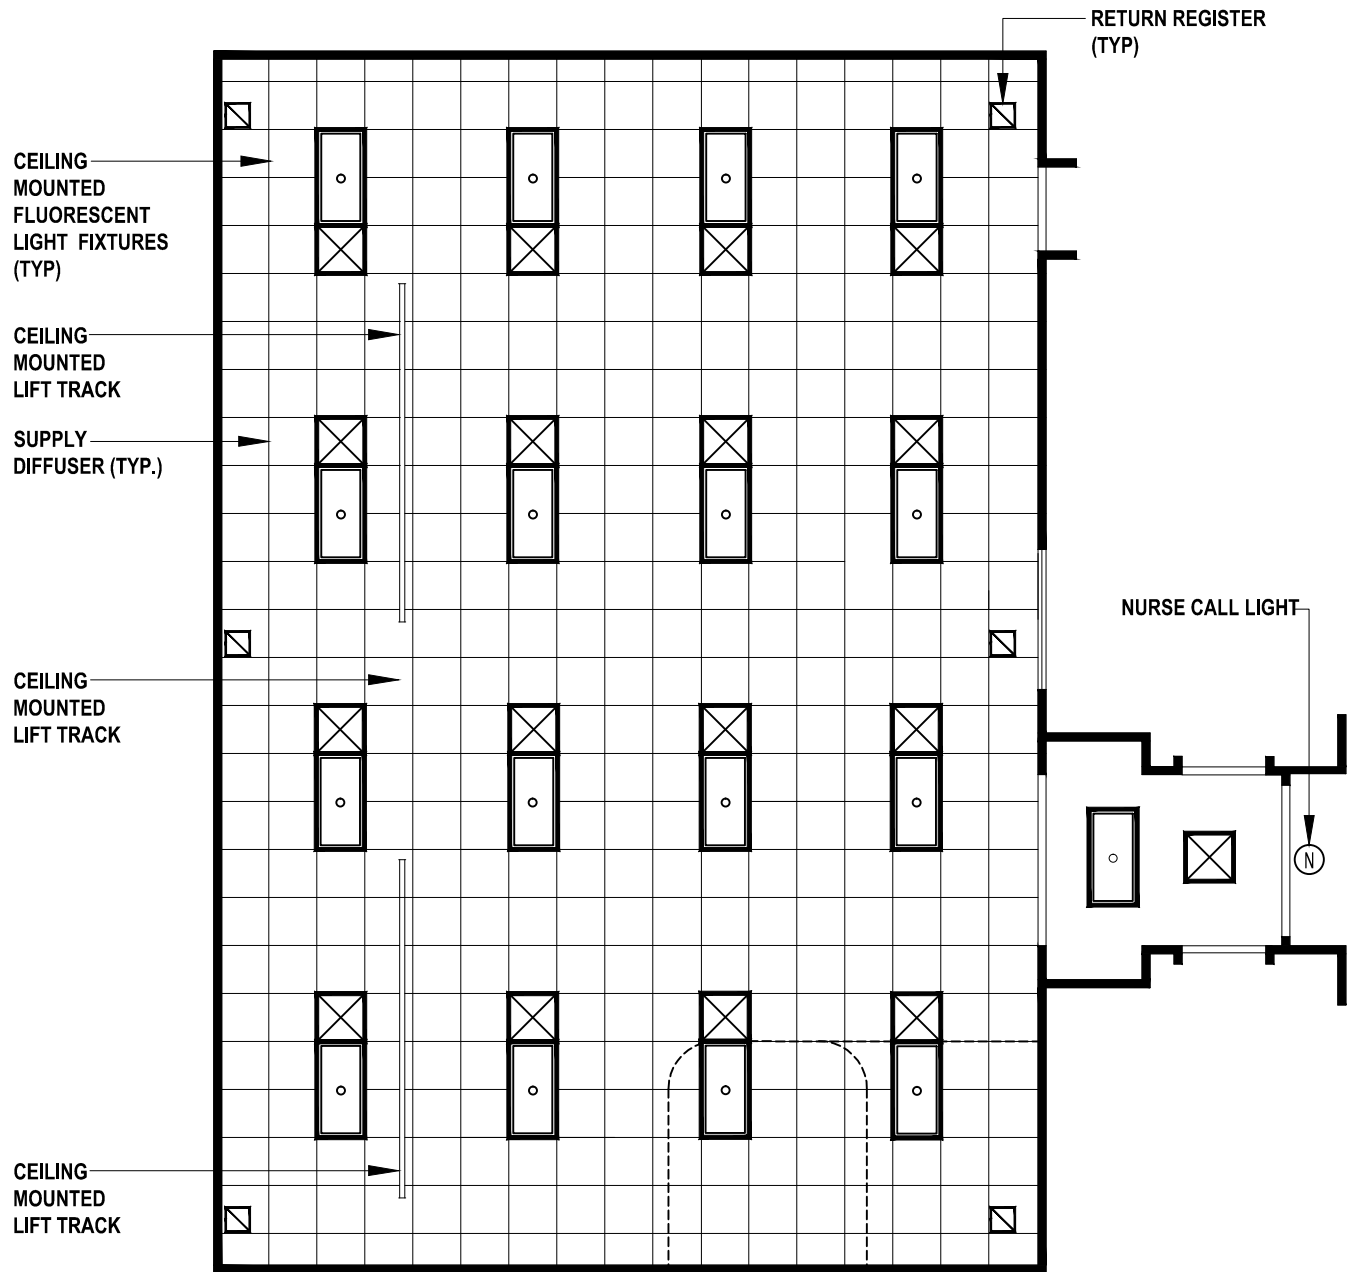 RETURN REGISTER
(TYP)
CEILING
MOUNTED
FLUORESCENT
LIGHT FIXTURES
(TYP)
CEILING
MOUNTED
LIFT TRACK
SUPPLY
DIFFUSER (TYP.)
NURSE CALL LIGHT
CEILING
MOUNTED
LIFT TRACK
N
CEILING
MOUNTED
LIFT TRACK